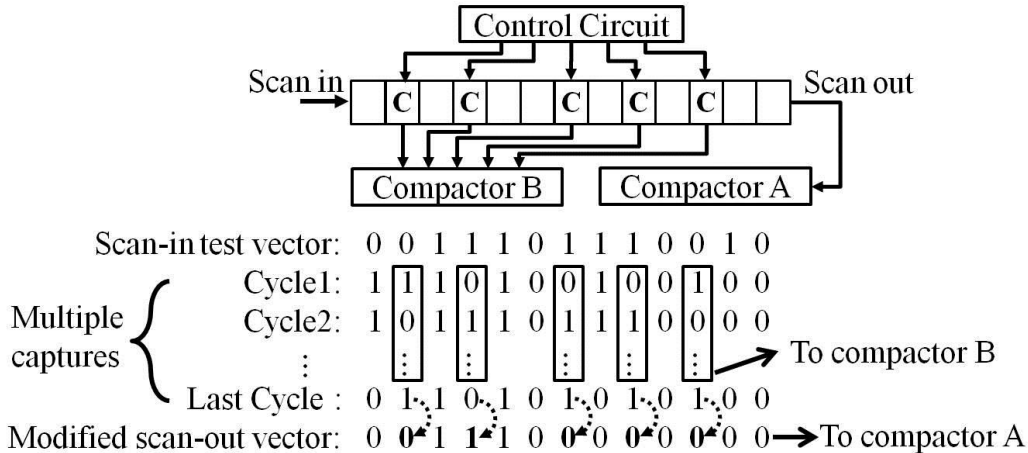 Control Circuit
Scan in
Scan out
C C C C C
Compactor B
Compactor A
Scan-in test vector: 0 0 1 1 1 0 1 1 1 0 0 1 0
Cycle1: 1 1 1 0 1 0 0 1 0 0 1 0 0
Multiple captures
Cycle2: 1 0 1 1 1 0 1 1 1 0 0 0 0
⋮ ⋮ ⋮ ⋮ ⋮ ⋮
To compactor B
Last Cycle : 0 1 1 0 1 0 1 0 1 0 1 0 0
Modified scan-out vector: 0 0 1 1 1 0 0 0 0 0 0 0 0
To compactor A